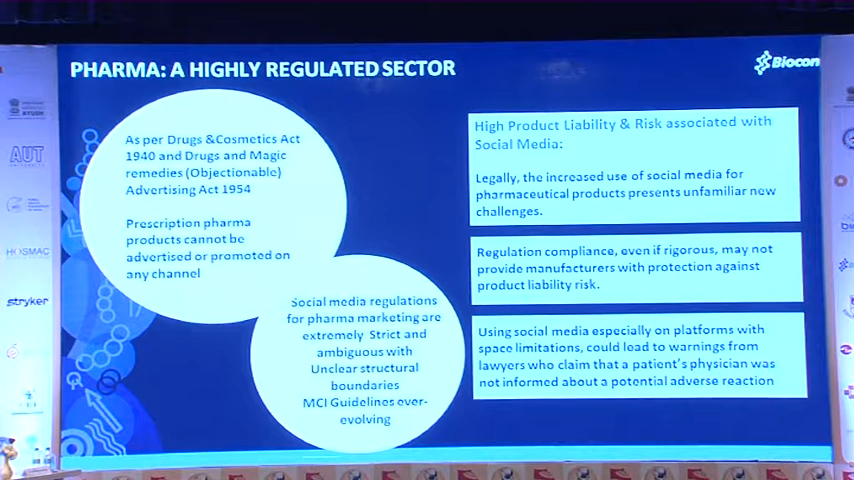 PHARMA: A HIGHLY REGULATED SECTOR
Biocon
As per Drugs &Cosmetics Act
1940 and Drugs and Magic
remedies (Objectionable)
Advertising Act 1954
Prescription pharma
products cannot be
advertised or promoted on
any channel
Social media regulations
for pharma marketing are
extremely Strict and
ambiguous with
Unclear structural
boundaries
MCI Guidelines ever-
evolving
High Product Liability & Risk associated with
Social Media:
Legally, the increased use of social media for
pharmaceutical products presents unfamiliar new
challenges.
Regulation compliance, even if rigorous, may not
provide manufacturers with protection against
product liability risk.
Using social media especially on platforms with
space limitations, could lead to warnings from
lawyers who claim that a patient's physician was
not informed about a potential adverse reaction
AYUSH
AUT
HOSMAC
stryker